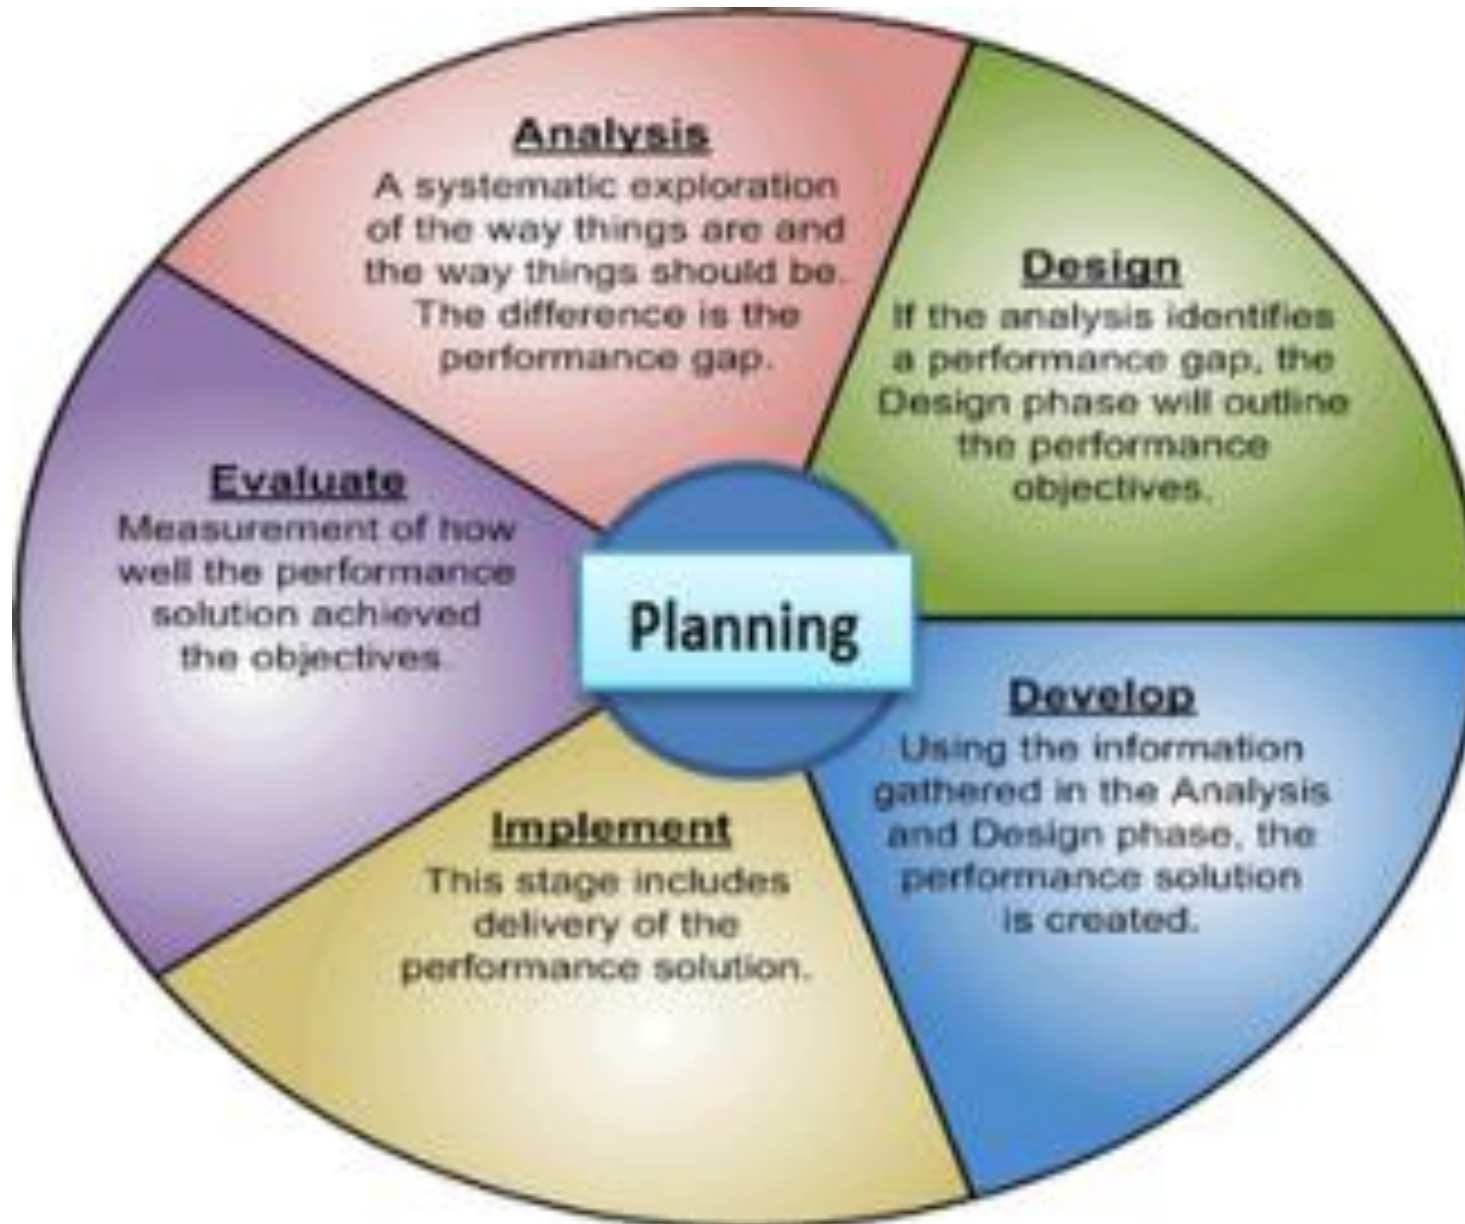 Analysis
A systematic exploration
of the way things are and
the way things should be.
The difference is the
performance gap.
Design
If the analysis identifies
a performance gap, the
Design phase will outline
the performance
objectives.
Develop
Using the information
gathered in the Analysis
and Design phase, the
performance solution
is created.
Implement
This stage includes
delivery of the
performance solution.
Evaluate
Measurement of how
well the performance
solution achieved
the objectives.
Planning